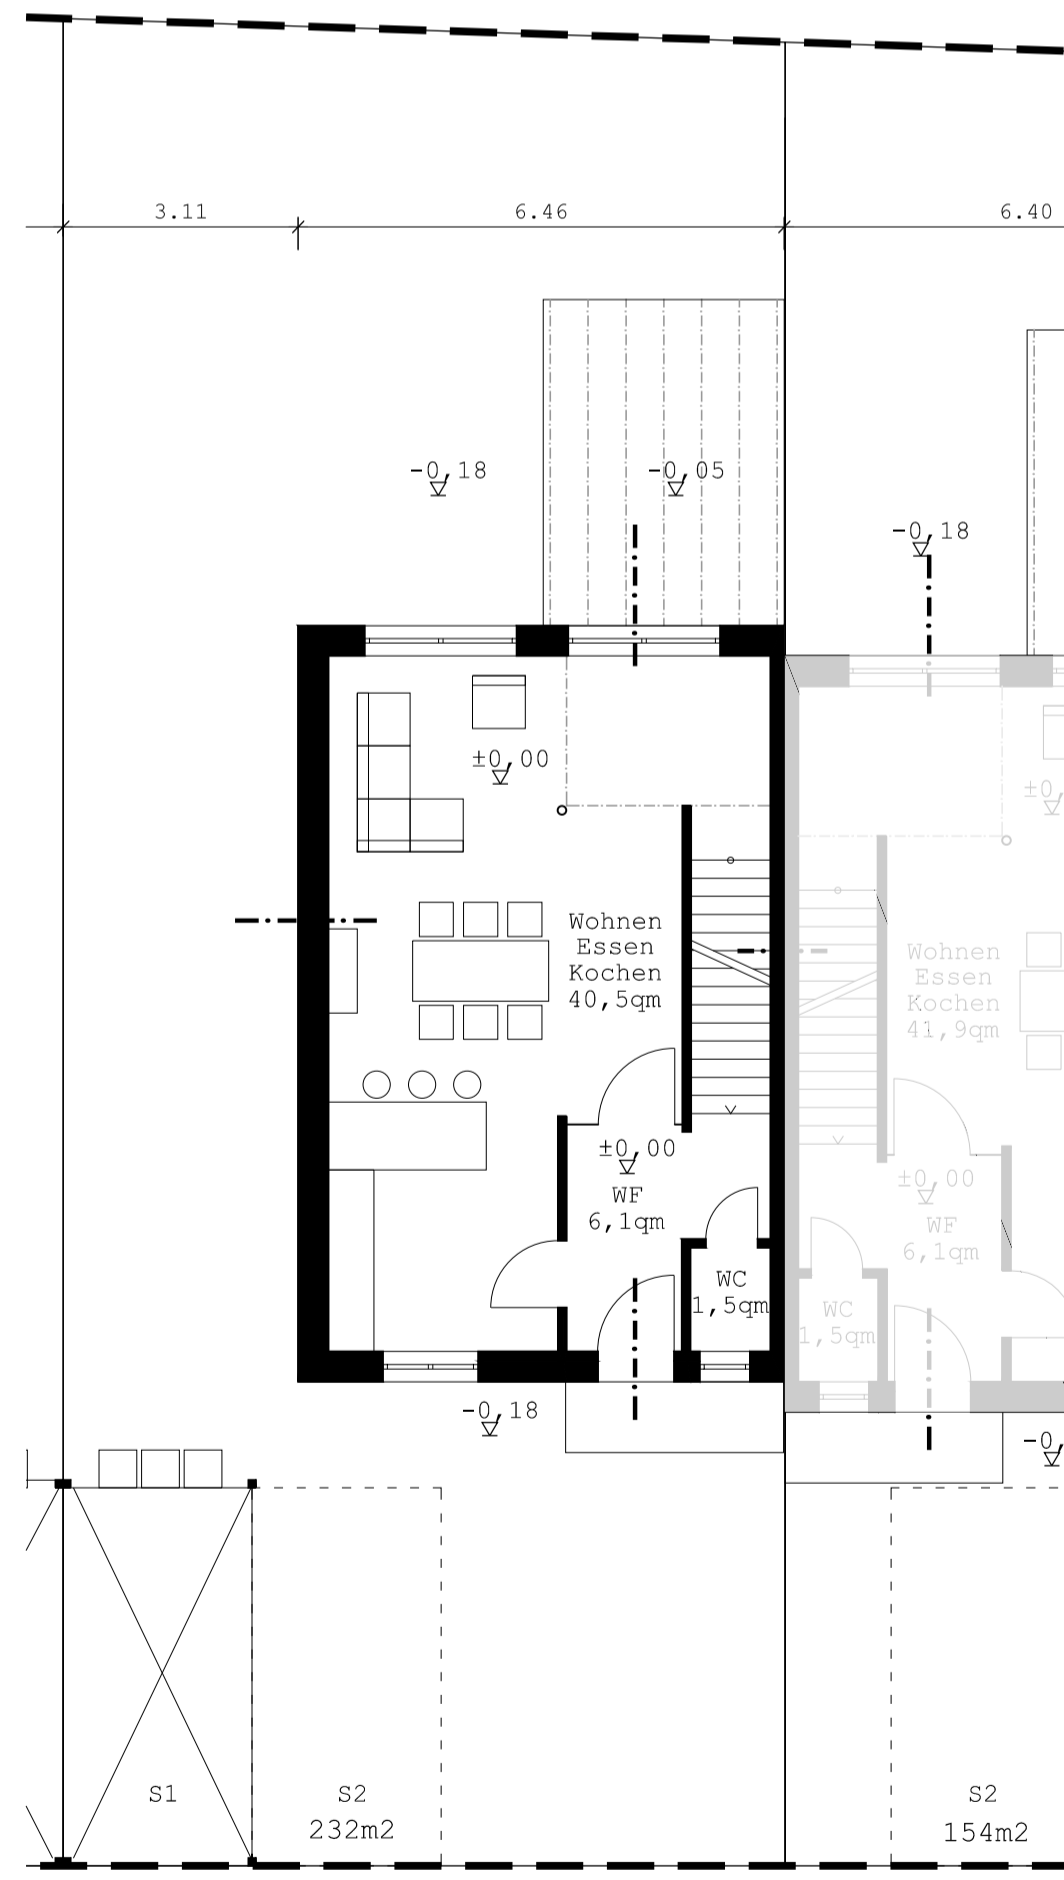 3.11
6.46
6.40
-0,18
-0,05
-0,18
±0,00
Wohnen
Essen
Kochen
40,5qm
Wohnen
Essen
Kochen
41,9qm
±0,00
WF
6,1qm
±0,00
WF
6,1qm
WC
1,5qm
WC
1,5qm
-0,18
S1
S2
232m2
S2
154m2